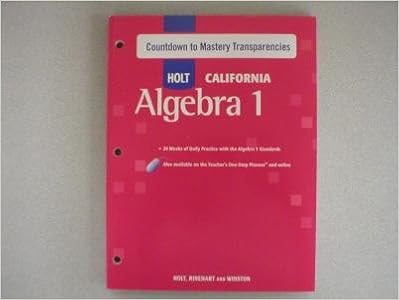 Countdown to Mastery Transparencies
HOLT CALIFORNIA
Algebra 1
• 24 Weeks of Daily Practice with the Algebra 1 Standards
Also available on the Teacher's One-Stop Planner® and online
HOLT, RINEHART AND WINSTON